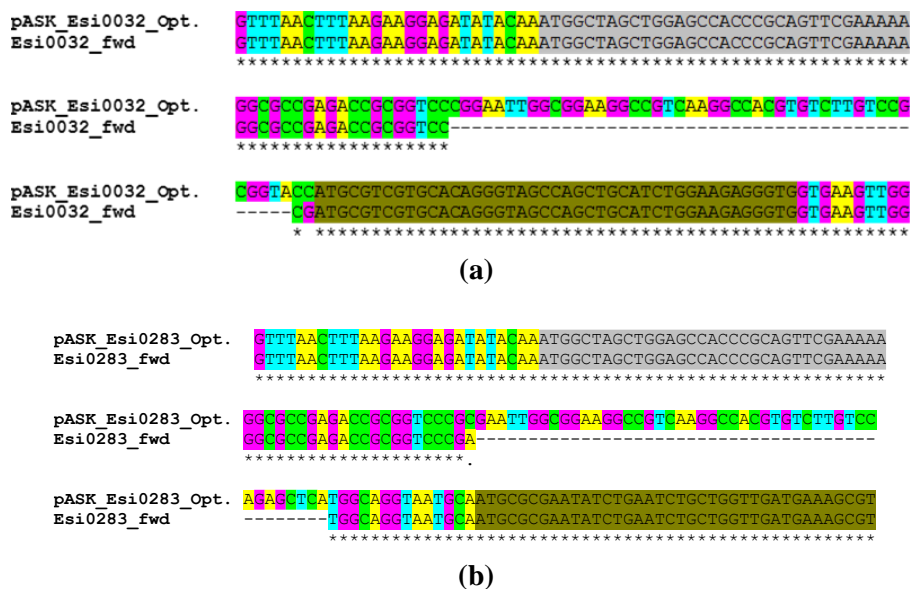 pASK_Esi0032_Opt. GTTTAACTTTAAGAAGGAGATATACAAATGGCTAGCTGGAGCCACCCGCAGTTCGAAAAA
Esi0032_fwd GTTTAACTTTAAGAAGGAGATATACAAATGGCTAGCTGGAGCCACCCGCAGTTCGAAAAA
************************************************************
pASK_Esi0032_Opt. GGCGCCGAGACCGCGGTCCCGGAATTGGCGGAAGGCCGTCAAGGCCACGTGTCTTGTCCG
Esi0032_fwd GGCGCCGAGACCGCGGTCC-----------------------------------------
*******************
pASK_Esi0032_Opt. CGGTACCATGCGTCGTGCACAGGGTAGCCAGCTGCATCTGGAAGAGGGTGGTGAAGTTGG
Esi0032_fwd -----CGATGCGTCGTGCACAGGGTAGCCAGCTGCATCTGGAAGAGGGTGGTGAAGTTGG
* *****************************************************
(a)
pASK_Esi0283_Opt. GTTTAACTTTAAGAAGGAGATATACAAATGGCTAGCTGGAGCCACCCGCAGTTCGAAAAA
Esi0283_fwd GTTTAACTTTAAGAAGGAGATATACAAATGGCTAGCTGGAGCCACCCGCAGTTCGAAAAA
************************************************************
pASK_Esi0283_Opt. GGCGCCGAGACCGCGGTCCCGCGAATTGGCGGAAGGCCGTCAAGGCCACGTGTCTTGTCC
Esi0283_fwd GGCGCCGAGACCGCGGTCCCGA--------------------------------------
*********************.
pASK_Esi0283_Opt. AGAGCTCATGGCAGGTAATGCAATGCGCGAATATCTGAATCTGCTGGTTGATGAAAGCGT
Esi0283_fwd --------TGGCAGGTAATGCAATGCGCGAATATCTGAATCTGCTGGTTGATGAAAGCGT
****************************************************
(b)